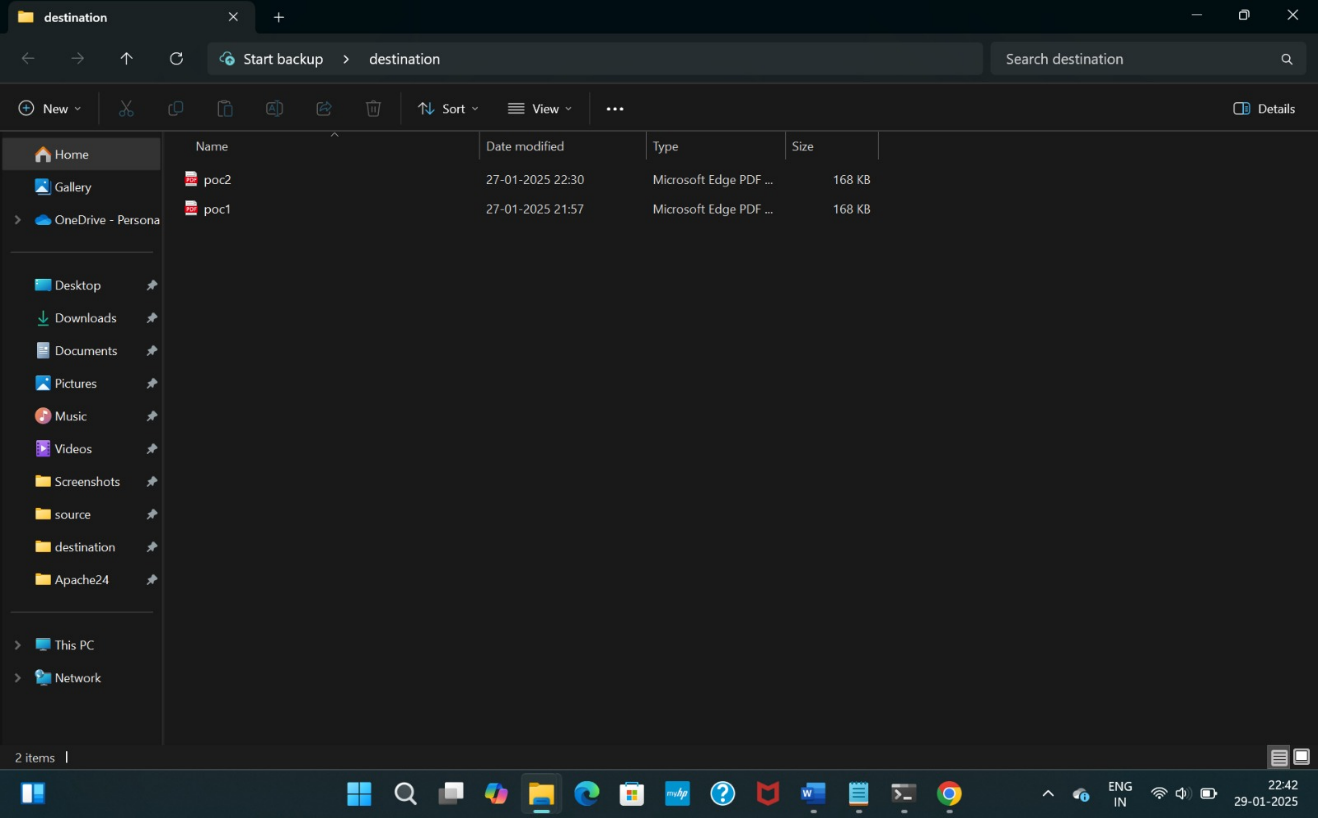 destination
Start backup > destination
Search destination
New
Sort
View
Details
Name Date modified Type Size
poc2 27-01-2025 22:30 Microsoft Edge PDF ... 168 KB
poc1 27-01-2025 21:57 Microsoft Edge PDF ... 168 KB
Home
Gallery
OneDrive - Persona
Desktop
Downloads
Documents
Pictures
Music
Videos
Screenshots
source
destination
Apache24
This PC
Network
2 items
myhp
W
ENG
IN
22:42
29-01-2025